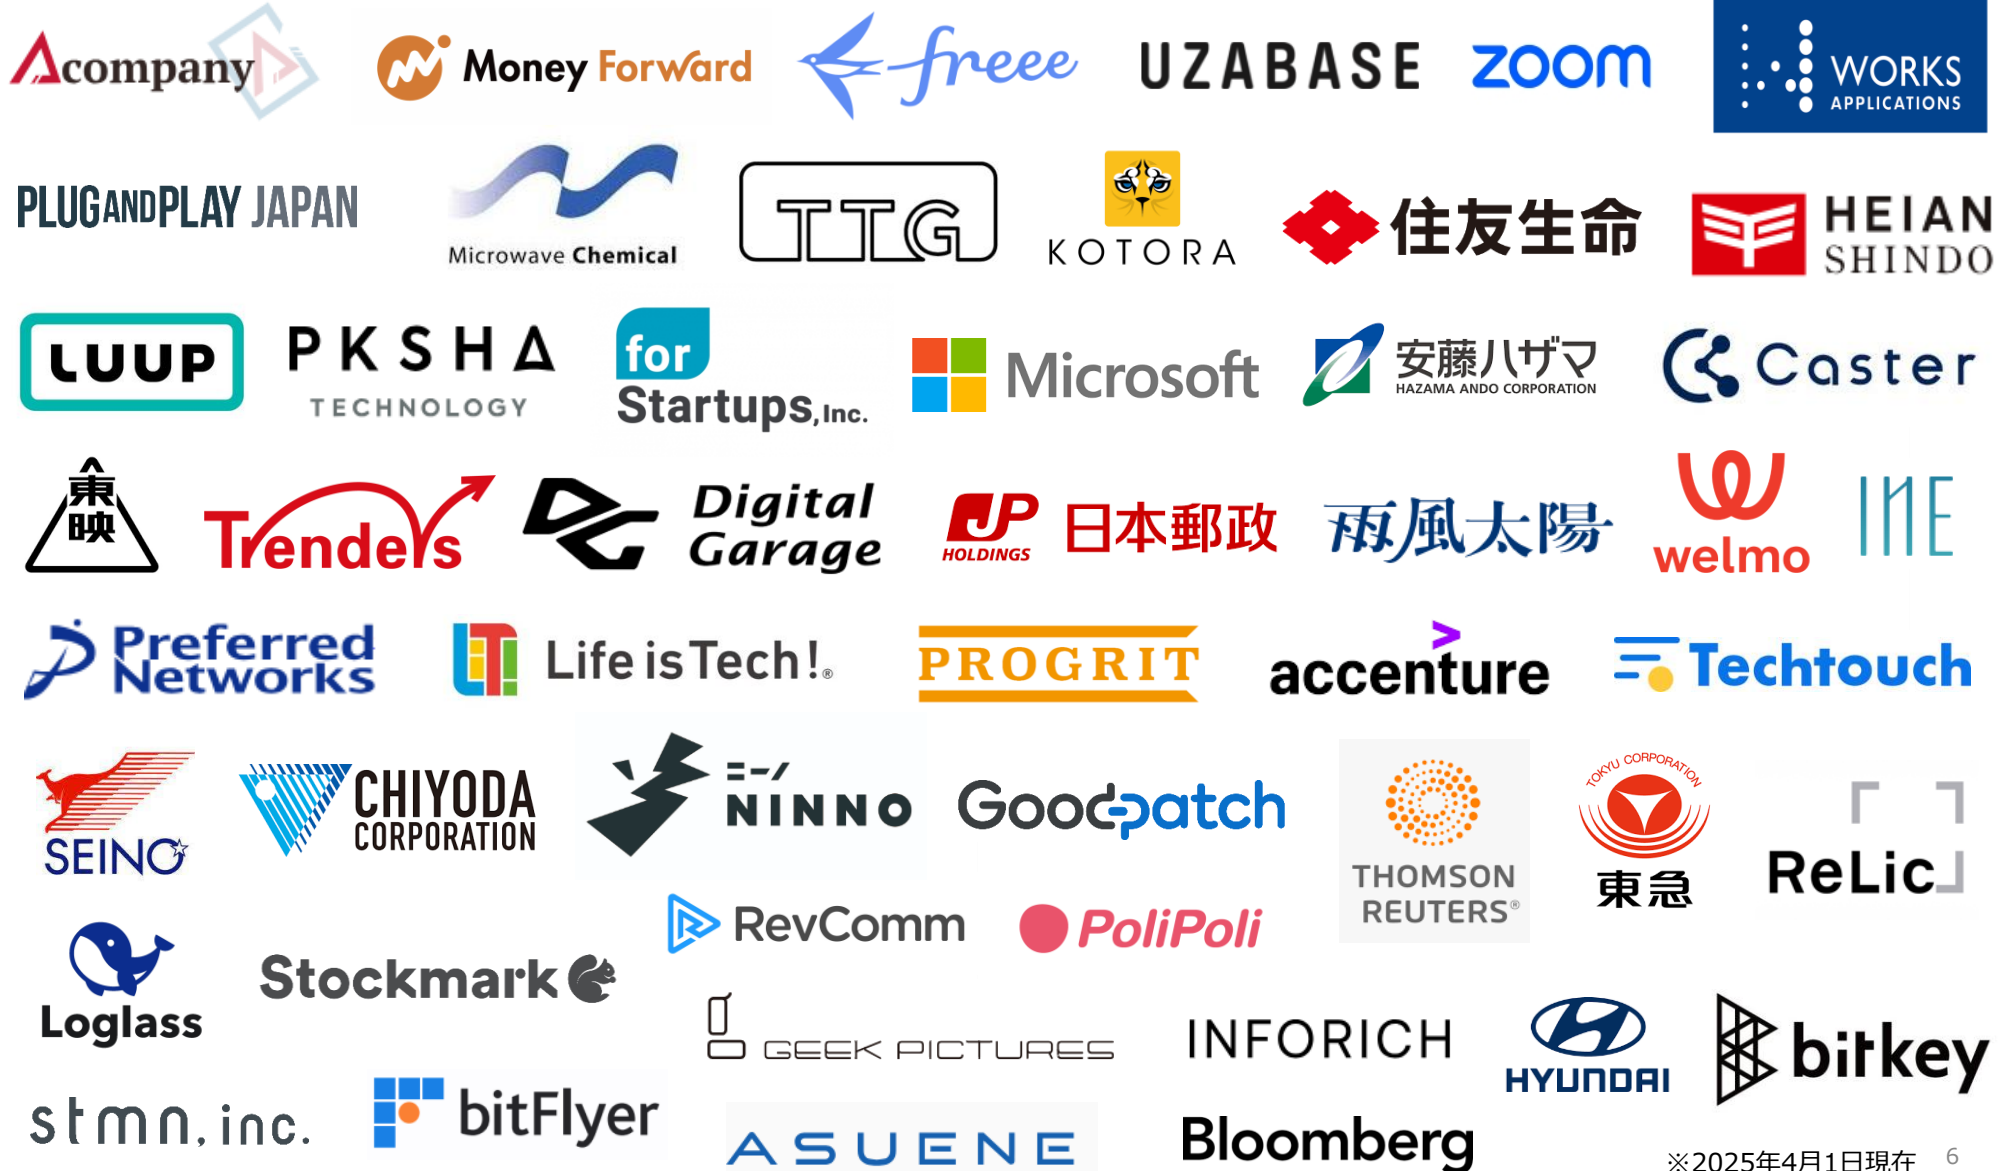 Acompany
Money Forward
freee
UZABASE
zoom
WORKS
APPLICATIONS
PLUGANDPLAY JAPAN
Microwave Chemical
TTG
KOTORA
住友生命
HEIAN
SHINDO
LUUP
PKSHA
TECHNOLOGY
for
Startups,Inc.
Microsoft
安藤ハザマ
HAZAMA ANDO CORPORATION
Caster
東映
Trenders
Digital
Garage
JP
HOLDINGS
日本郵政
雨風太陽
welmo
INE
Preferred
Networks
Life is Tech!®
PROGRIT
accenture
Techtouch
SEINO
CHIYODA
CORPORATION
ニーノ
NINNO
Goodpatch
THOMSON
REUTERS®
TOKYU CORPORATION
東急
ReLic
RevComm
PoliPoli
Loglass
Stockmark
GEEK PICTURES
INFORICH
HYUNDAI
bitkey
stmn, inc.
bitFlyer
ASUENE
Bloomberg
※2025年4月1日現在
6